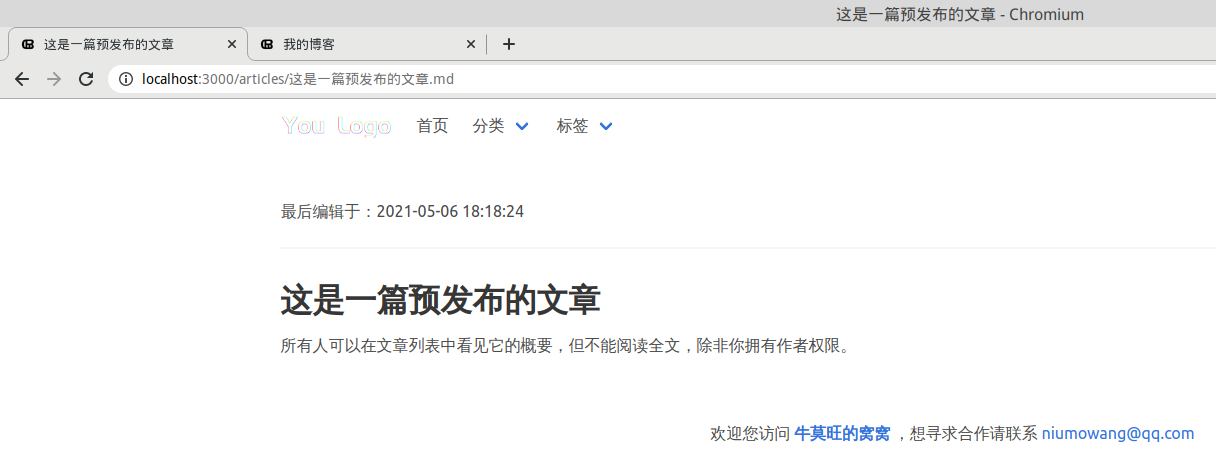 这是一篇预发布的文章 - Chromium
这是一篇预发布的文章 我的博客
localhost:3000/articles/这是一篇预发布的文章.md
You Logo 首页 分类 标签
最后编辑于：2021-05-06 18:18:24
这是一篇预发布的文章
所有人可以在文章列表中看见它的概要，但不能阅读全文，除非你拥有作者权限。
欢迎您访问 牛莫旺的窝窝 ，想寻求合作请联系 niumowang@qq.com